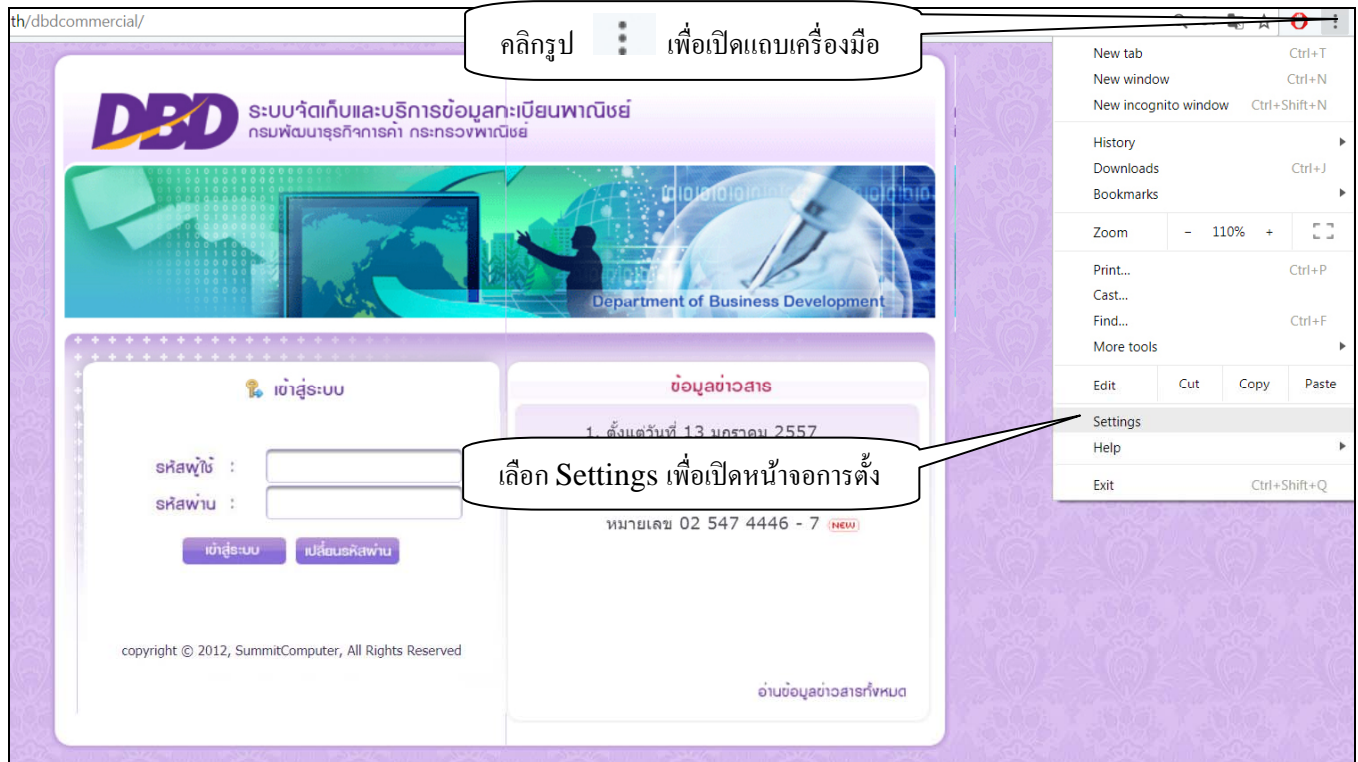 th/dbdcommercial/
คลิกรูป เพื่อเปิดแถบเครื่องมือ
DBD
ระบบจัดเก็บและบริการข้อมูลทะเบียนพาณิชย์
กรมพัฒนาธุรกิจการค้า กระทรวงพาณิชย์
Department of Business Development
เข้าสู่ระบบ
รหัสผู้ใช้ :
รหัสผ่าน :
เข้าสู่ระบบ เปลี่ยนรหัสผ่าน
copyright © 2012, SummitComputer, All Rights Reserved
ข้อมูลข่าวสาร
1. ตั้งแต่วันที่ 13 มกราคม 2557
เลือก Settings เพื่อเปิดหน้าจอการตั้ง
หมายเลข 02 547 4446 - 7 NEW
อ่านข้อมูลข่าวสารทั้งหมด
New tab Ctrl+T
New window Ctrl+N
New incognito window Ctrl+Shift+N
History
Downloads Ctrl+J
Bookmarks
Zoom - 110% +
Print... Ctrl+P
Cast...
Find... Ctrl+F
More tools
Edit Cut Copy Paste
Settings
Help
Exit Ctrl+Shift+Q